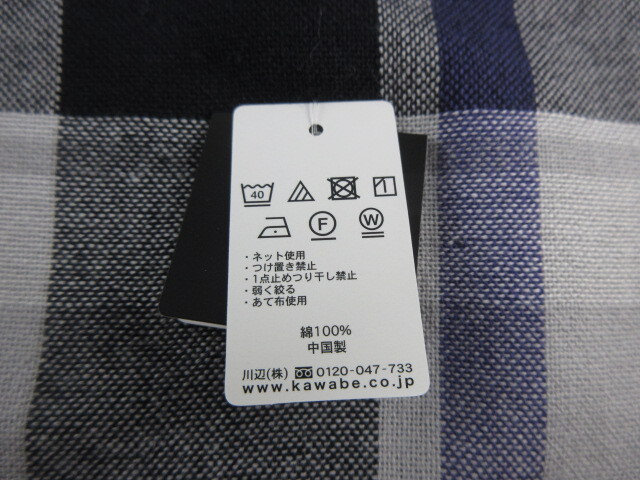 40
F W
・ネット使用
・つけ置き禁止
・1点止めつり干し禁止
・弱く絞る
・あて布使用
綿100%
中国製
川辺(株) 0120-047-733
www.kawabe.co.jp